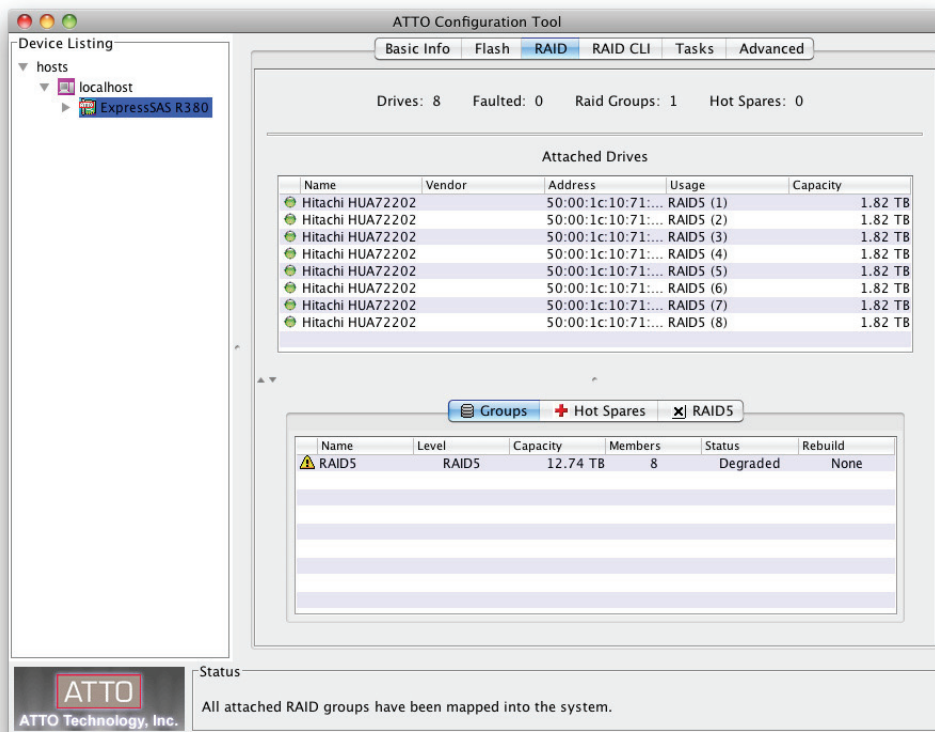 ATTO Configuration Tool
Device Listing
hosts
localhost
ExpressSAS R380
Basic Info Flash RAID RAID CLI Tasks Advanced
Drives: 8 Faulted: 0 Raid Groups: 1 Hot Spares: 0
Attached Drives
Name Vendor Address Usage Capacity
Hitachi HUA72202 50:00:1c:10:71:... RAID5 (1) 1.82 TB
Hitachi HUA72202 50:00:1c:10:71:... RAID5 (2) 1.82 TB
Hitachi HUA72202 50:00:1c:10:71:... RAID5 (3) 1.82 TB
Hitachi HUA72202 50:00:1c:10:71:... RAID5 (4) 1.82 TB
Hitachi HUA72202 50:00:1c:10:71:... RAID5 (5) 1.82 TB
Hitachi HUA72202 50:00:1c:10:71:... RAID5 (6) 1.82 TB
Hitachi HUA72202 50:00:1c:10:71:... RAID5 (7) 1.82 TB
Hitachi HUA72202 50:00:1c:10:71:... RAID5 (8) 1.82 TB
Groups Hot Spares RAID5
Name Level Capacity Members Status Rebuild
RAID5 RAID5 12.74 TB 8 Degraded None
ATTO
ATTO Technology, Inc.
Status
All attached RAID groups have been mapped into the system.